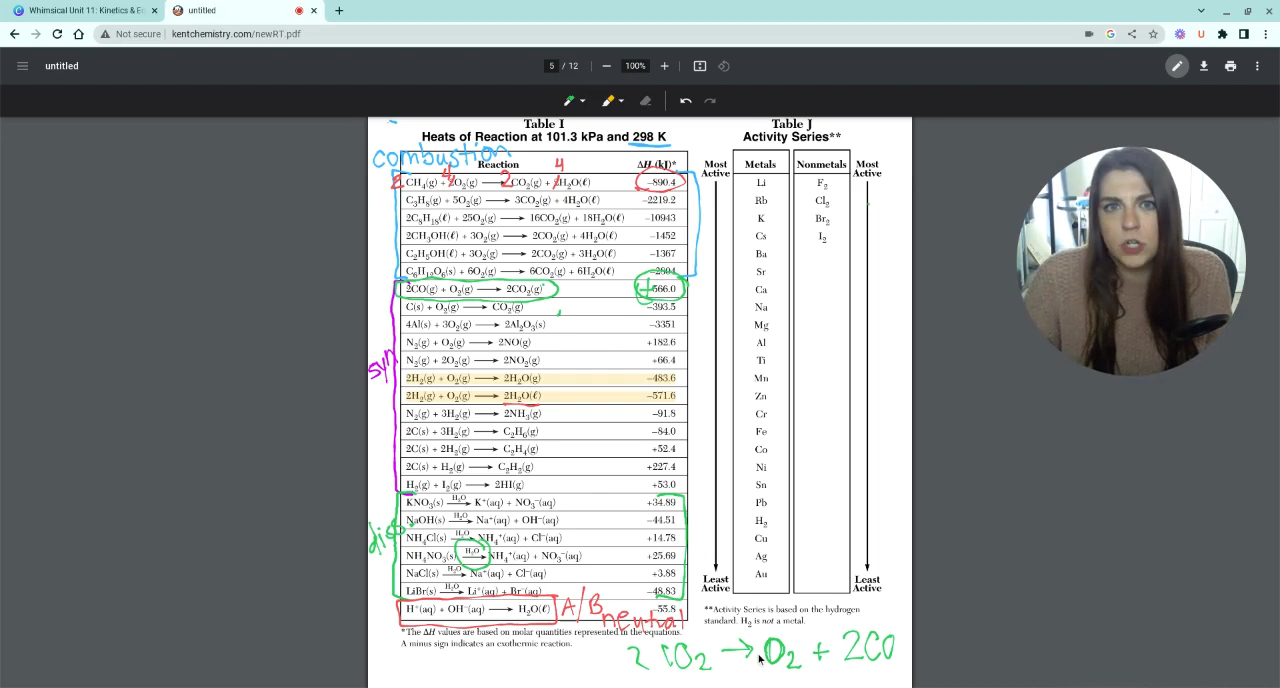 Whimsical Unit 11: Kinetics & E
untitled
Not secure | kentchemistry.com/newRT.pdf
untitled
5 / 12
100%
Table I
Heats of Reaction at 101.3 kPa and 298 K
combustion
Reaction ΔH (kJ)*
2 4 2 4
CH₄(g) + 2O₂(g) ⟶ CO₂(g) + 2H₂O(ℓ) –890.4
C₃H₈(g) + 5O₂(g) ⟶ 3CO₂(g) + 4H₂O(ℓ) –2219.2
2C₈H₁₈(ℓ) + 25O₂(g) ⟶ 16CO₂(g) + 18H₂O(ℓ) –10943
2CH₃OH(ℓ) + 3O₂(g) ⟶ 2CO₂(g) + 4H₂O(ℓ) –1452
C₂H₅OH(ℓ) + 3O₂(g) ⟶ 2CO₂(g) + 3H₂O(ℓ) –1367
C₆H₁₂O₆(s) + 6O₂(g) ⟶ 6CO₂(g) + 6H₂O(ℓ) –2804
2CO(g) + O₂(g) ⟶ 2CO₂(g) +566.0
C(s) + O₂(g) ⟶ CO₂(g) –393.5
4Al(s) + 3O₂(g) ⟶ 2Al₂O₃(s) –3351
N₂(g) + O₂(g) ⟶ 2NO(g) +182.6
N₂(g) + 2O₂(g) ⟶ 2NO₂(g) +66.4
2H₂(g) + O₂(g) ⟶ 2H₂O(g) –483.6
2H₂(g) + O₂(g) ⟶ 2H₂O(ℓ) –571.6
N₂(g) + 3H₂(g) ⟶ 2NH₃(g) –91.8
2C(s) + 3H₂(g) ⟶ C₂H₆(g) –84.0
2C(s) + 2H₂(g) ⟶ C₂H₄(g) +52.4
2C(s) + H₂(g) ⟶ C₂H₂(g) +227.4
H₂(g) + I₂(g) ⟶ 2HI(g) +53.0
syn
KNO₃(s) H₂O⟶ K⁺(aq) + NO₃⁻(aq) +34.89
NaOH(s) H₂O⟶ Na⁺(aq) + OH⁻(aq) –44.51
NH₄Cl(s) H₂O⟶ NH₄⁺(aq) + Cl⁻(aq) +14.78
NH₄NO₃(s) H₂O⟶ NH₄⁺(aq) + NO₃⁻(aq) +25.69
NaCl(s) H₂O⟶ Na⁺(aq) + Cl⁻(aq) +3.88
LiBr(s) H₂O⟶ Li⁺(aq) + Br⁻(aq) –48.83
diss.
H⁺(aq) + OH⁻(aq) ⟶ H₂O(ℓ) –55.8
A/B neutral
*The ΔH values are based on molar quantities represented in the equations.
A minus sign indicates an exothermic reaction.
Table J
Activity Series**
Most
Active
Metals
Nonmetals
Most
Active
Li F₂
Rb Cl₂
K Br₂
Cs I₂
Ba
Sr
Ca
Na
Mg
Al
Ti
Mn
Zn
Cr
Fe
Co
Ni
Sn
Pb
H₂
Cu
Ag
Au
Least
Active
Least
Active
**Activity Series is based on the hydrogen
standard. H₂ is not a metal.
2CO₂ → O₂ + 2CO